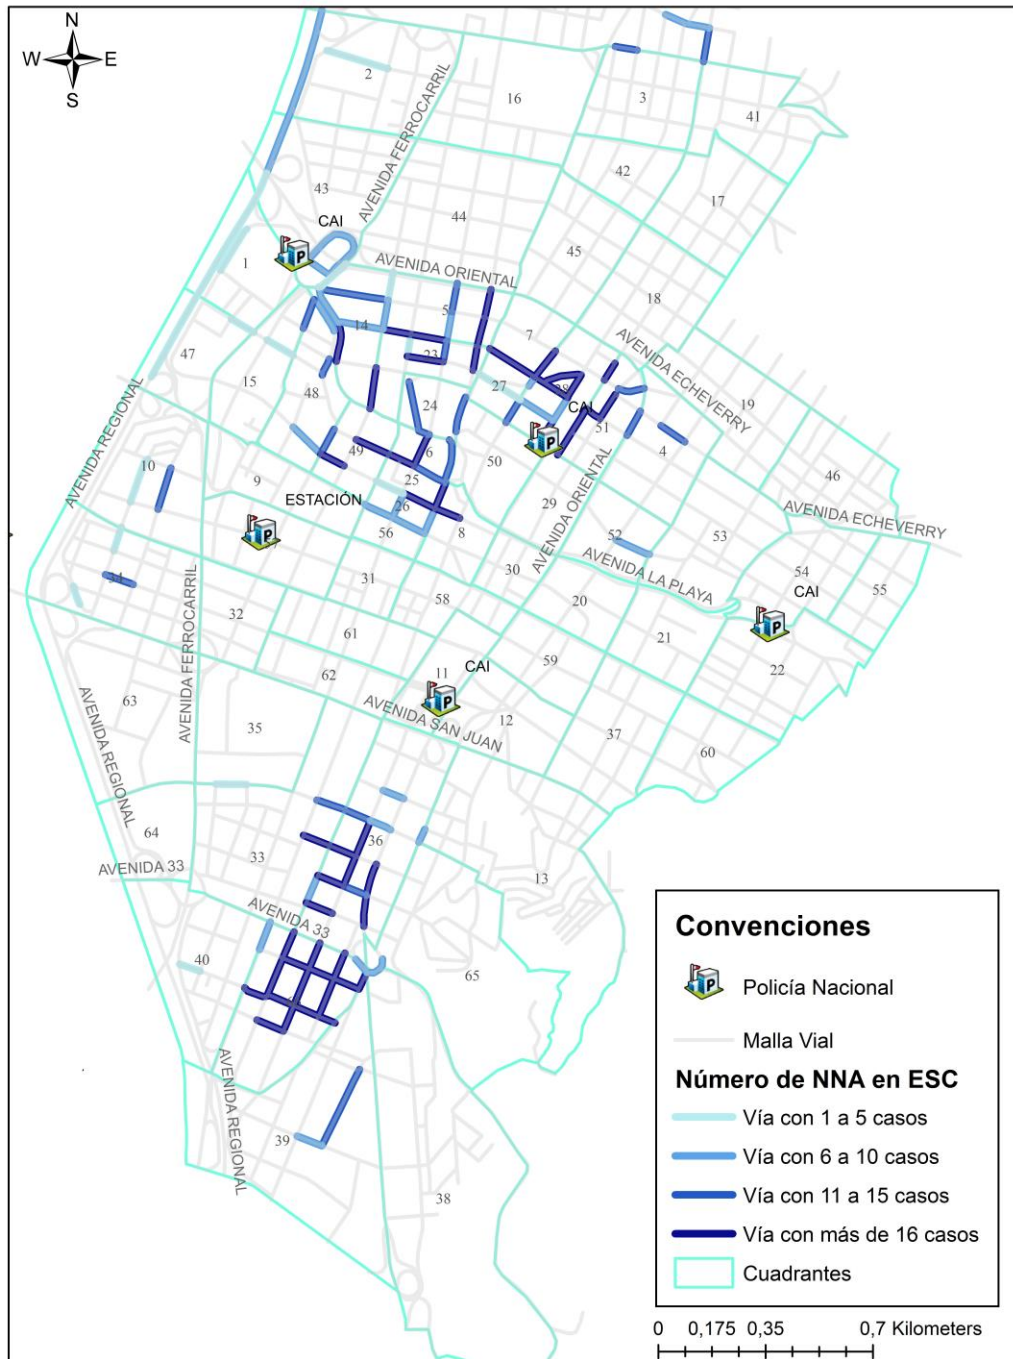 N
W E
S
2
16
3
41
AVENIDA FERROCARRIL
42
17
43
CAI
44
45
1
AVENIDA ORIENTAL
18
5
14
7
AVENIDA ECHEVERRY
47
23
15
48
27
28
19
AVENIDA REGIONAL
24
CAI
51
4
49
6
50
46
10
9
25
ESTACIÓN
26
29
AVENIDA ORIENTAL
56
8
52
53
AVENIDA ECHEVERRY
57
34
31
30
AVENIDA LA PLAYA
54
55
CAI
AVENIDA FERROCARRIL
32
58
20
61
21
59
22
62
11
CAI
63
AVENIDA REGIONAL
35
AVENIDA SAN JUAN
12
37
60
64
33
36
AVENIDA 33
13
AVENIDA 33
40
65
AVENIDA REGIONAL
39
38
Convenciones
Policía Nacional
Malla Vial
Número de NNA en ESC
Vía con 1 a 5 casos
Vía con 6 a 10 casos
Vía con 11 a 15 casos
Vía con más de 16 casos
Cuadrantes
0 0,175 0,35 0,7 Kilometers